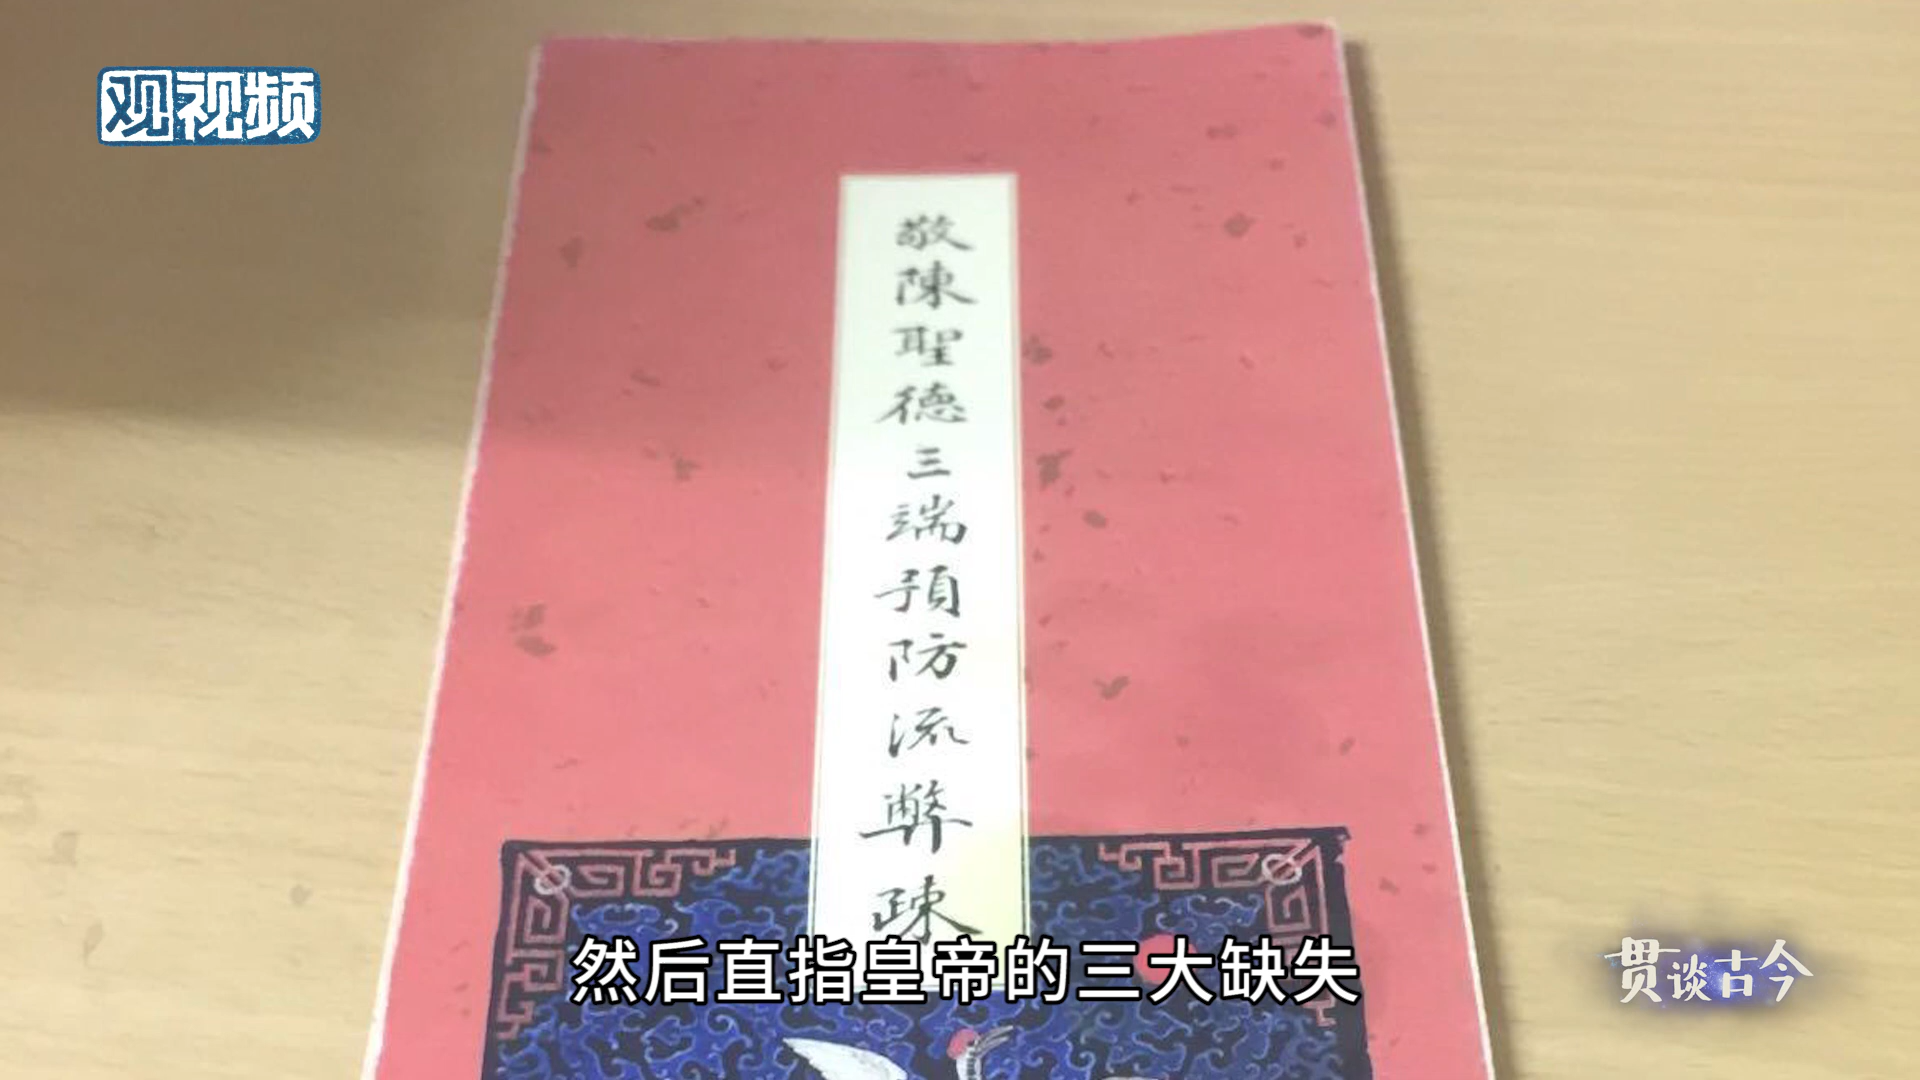 观视频
敬陳聖德三端預防流弊疎
然后直指皇帝的三大缺失
贯谈古今